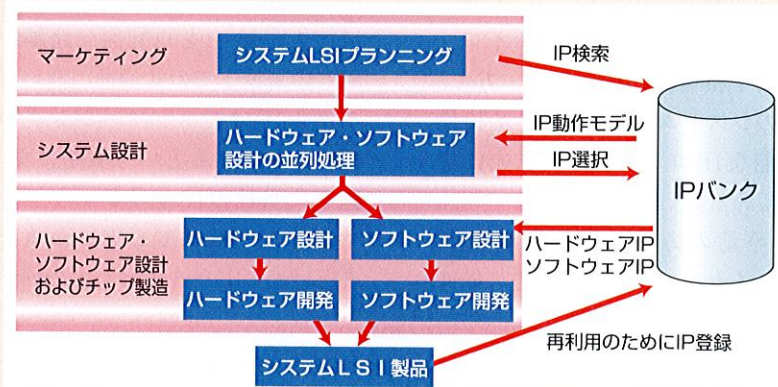 マーケティング
システムLSIプランニング
IP検索
システム設計
ハードウェア・ソフトウェア
設計の並列処理
IP動作モデル
IP選択
IPバンク
ハードウェア・
ソフトウェア設計
およびチップ製造
ハードウェア設計
ソフトウェア設計
ハードウェアIP
ソフトウェアIP
ハードウェア開発
ソフトウェア開発
システムLSI製品
再利用のためにIP登録